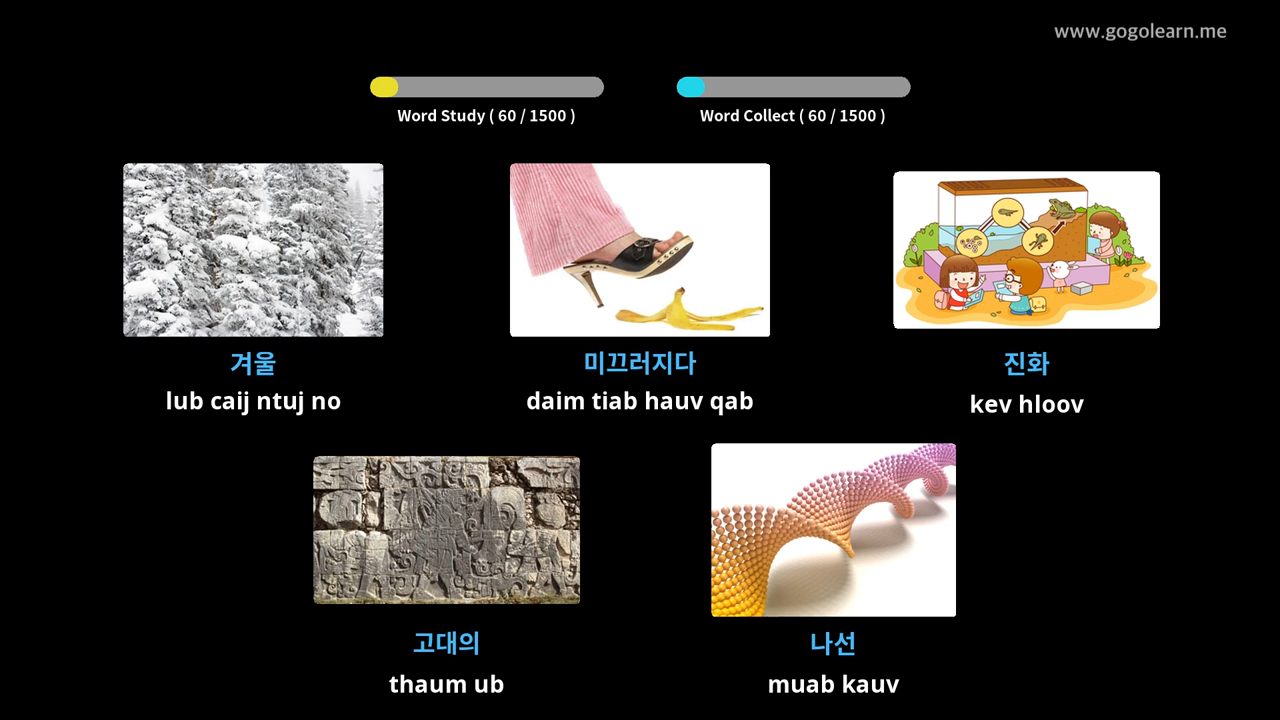 www.gogolearn.me
Word Study ( 60 / 1500 )
Word Collect ( 60 / 1500 )
겨울
lub caij ntuj no
미끄러지다
daim tiab hauv qab
진화
kev hloov
고대의
thaum ub
나선
muab kauv